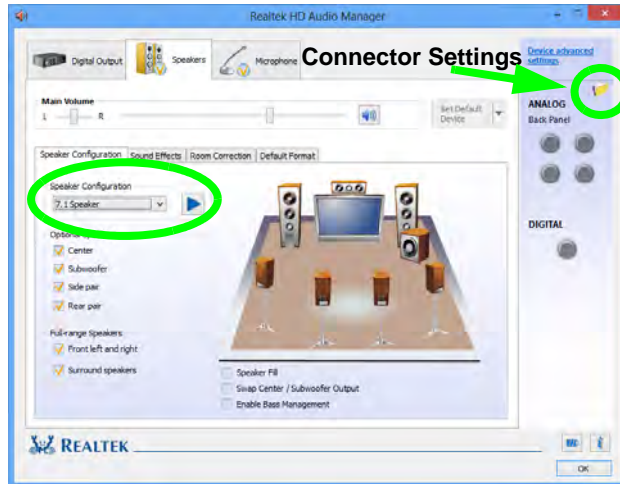 Realtek HD Audio Manager
Digital Output
Speakers
Microphone
Connector Settings
Device advanced
settings
Main Volume
L
R
Set Default
Device
ANALOG
Back Panel
Speaker Configuration
Sound Effects
Room Correction
Default Format
Speaker Configuration
7.1 Speaker
Center
Subwoofer
Side pair
Rear pair
DIGITAL
Full-range Speakers
Front left and right
Surround speakers
Speaker Fill
Swap Center / Subwoofer Output
Enable Bass Management
REALTEK
OK